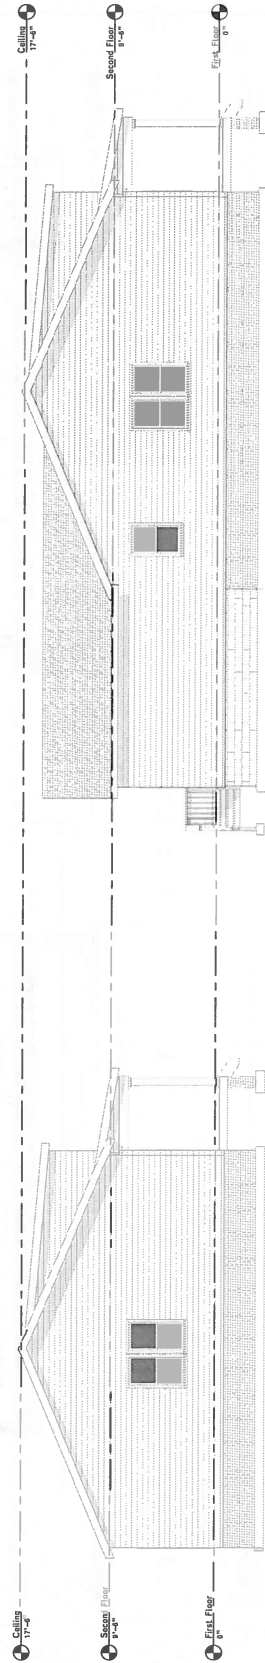 Ceiling
17'-6"
Second Floor
9'-6"
First Floor
0"
Ceiling
17'-6"
Secon Floor
9'-6"
First Floor
0"